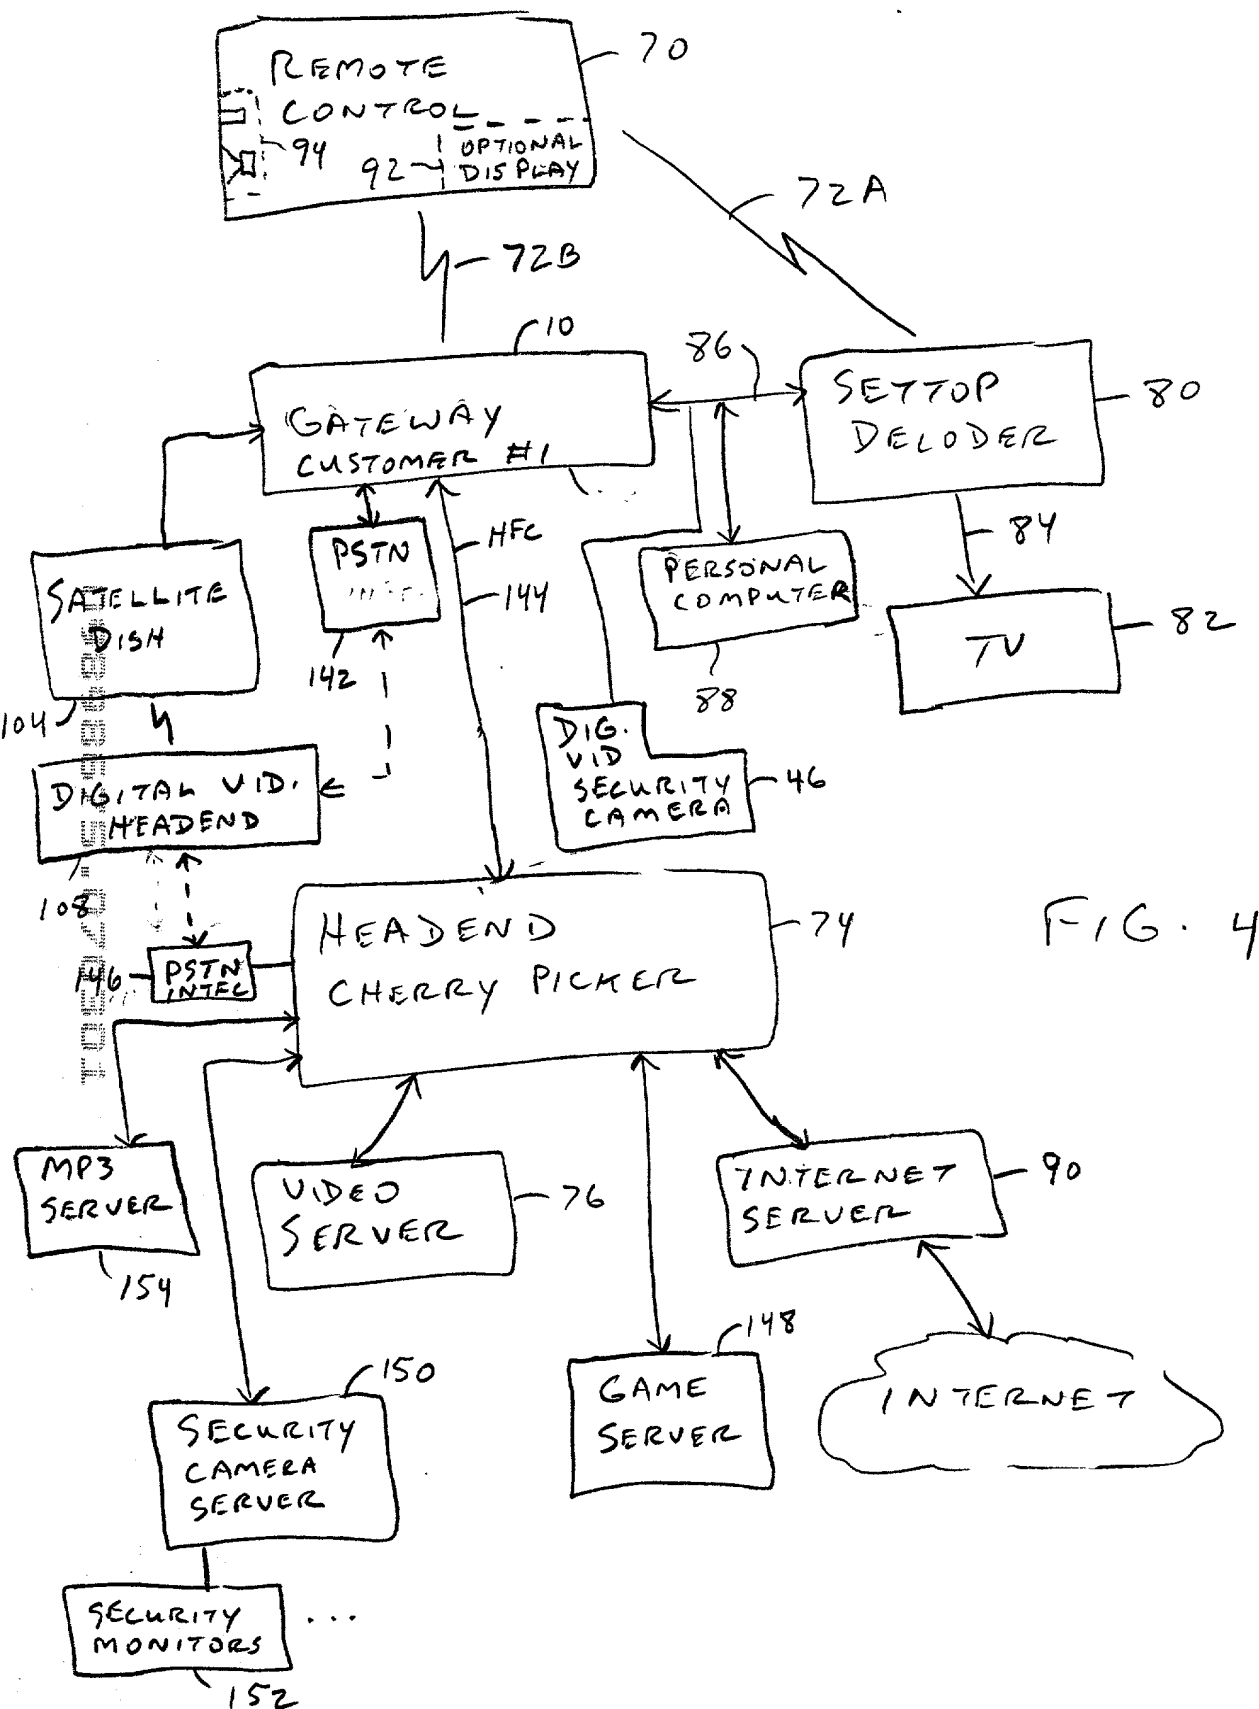 REMOTE
CONTROL
70
94
92
OPTIONAL
DISPLAY
72A
72B
10
86
GATEWAY
CUSTOMER #1
SETTOP
DECODER
80
PSTN
HFC
144
142
84
PERSONAL
COMPUTER
88
SATELLITE
DISH
104
TV
82
DIGITAL VID.
HEADEND
108
DIG.
VID
SECURITY
CAMERA
46
HEADEND
CHERRY PICKER
74
FIG. 4
146
PSTN
INTFC
MP3
SERVER
154
VIDEO
SERVER
76
INTERNET
SERVER
90
150
SECURITY
CAMERA
SERVER
148
GAME
SERVER
INTERNET
SECURITY
MONITORS
...
152